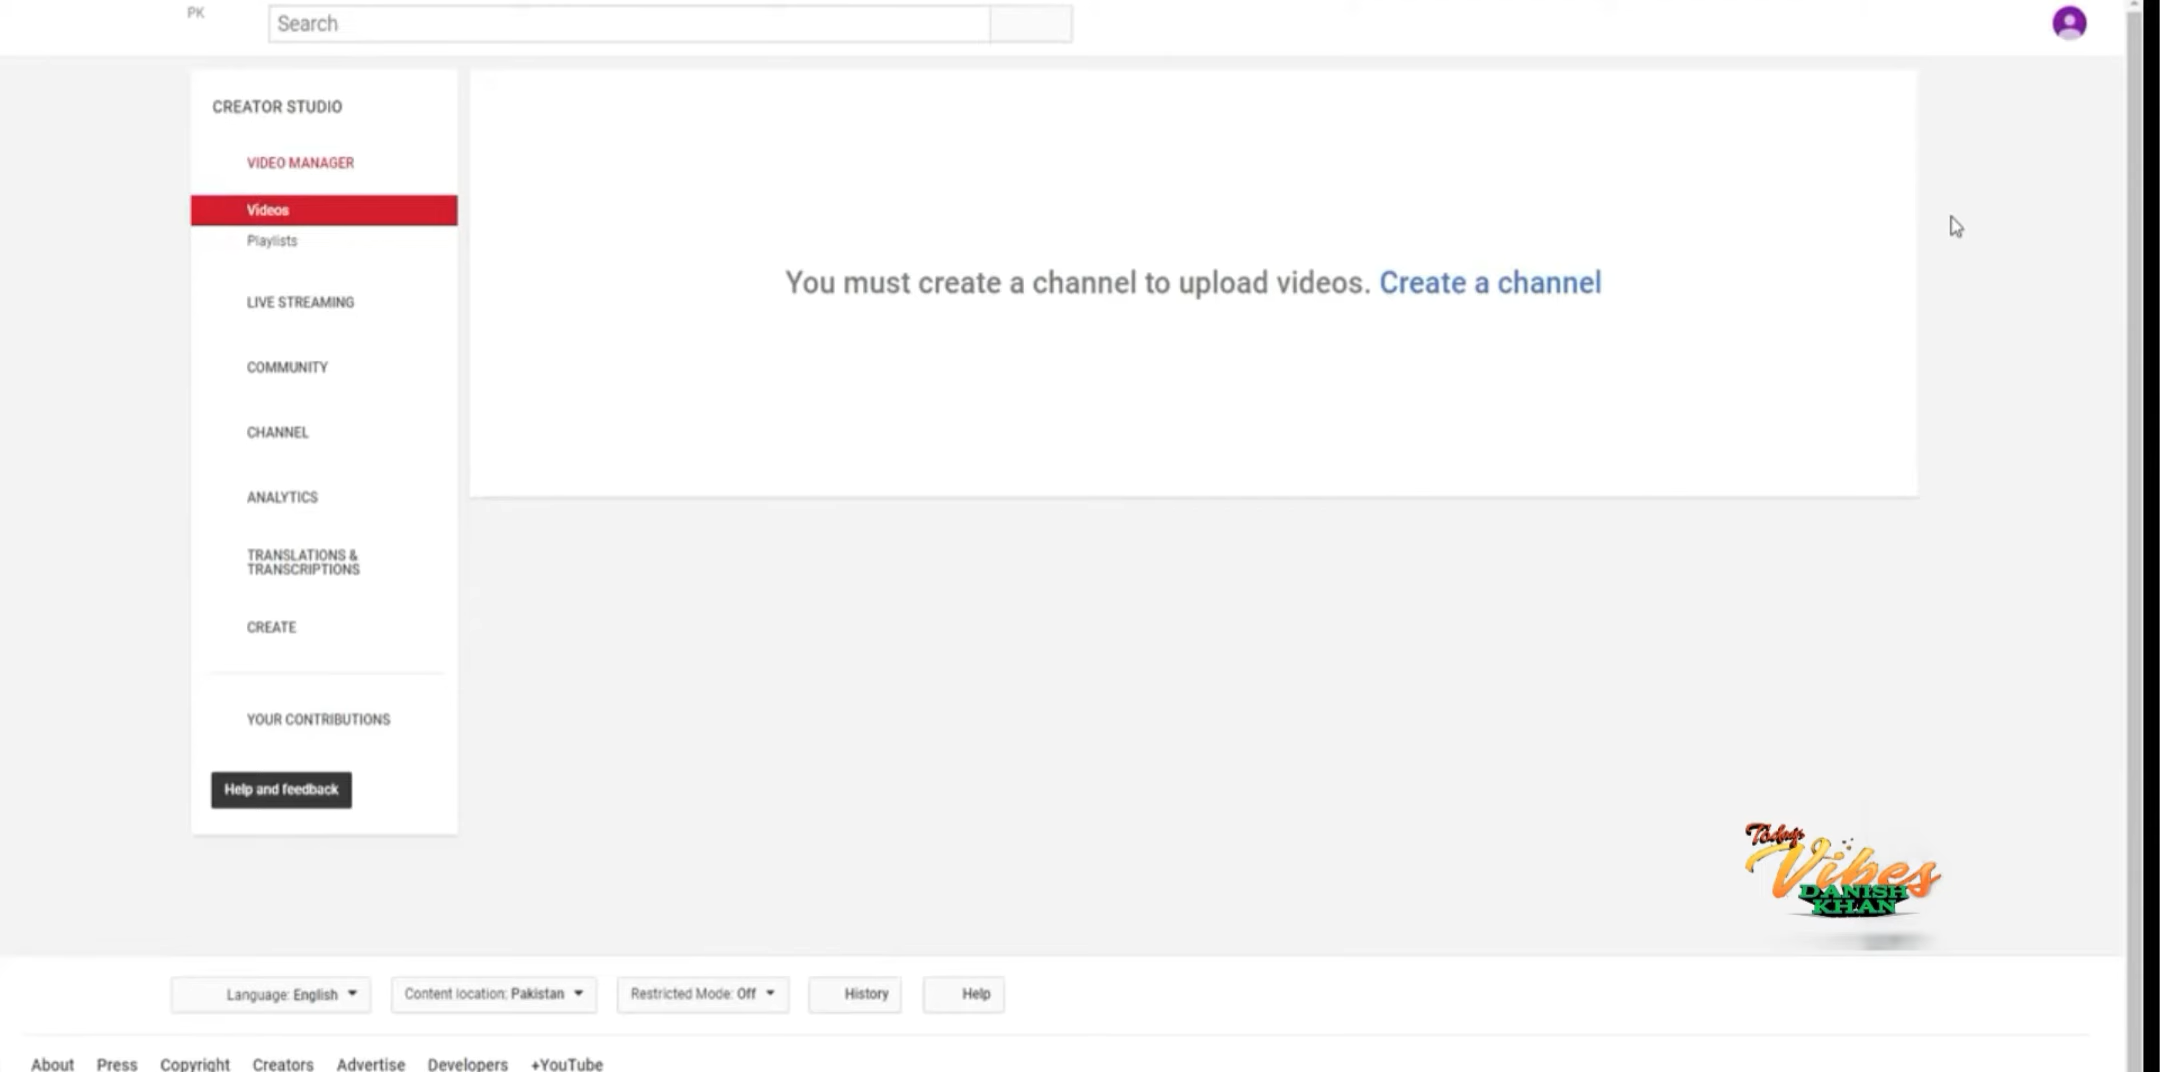 PK
Search
CREATOR STUDIO
VIDEO MANAGER
Videos
Playlists
LIVE STREAMING
COMMUNITY
CHANNEL
ANALYTICS
TRANSLATIONS &
TRANSCRIPTIONS
CREATE
YOUR CONTRIBUTIONS
Help and feedback
You must create a channel to upload videos. Create a channel
Today
Vibes
DANISH
KHAN
Language: English
Content location: Pakistan
Restricted Mode: Off
History
Help
About Press Copyright Creators Advertise Developers +YouTube